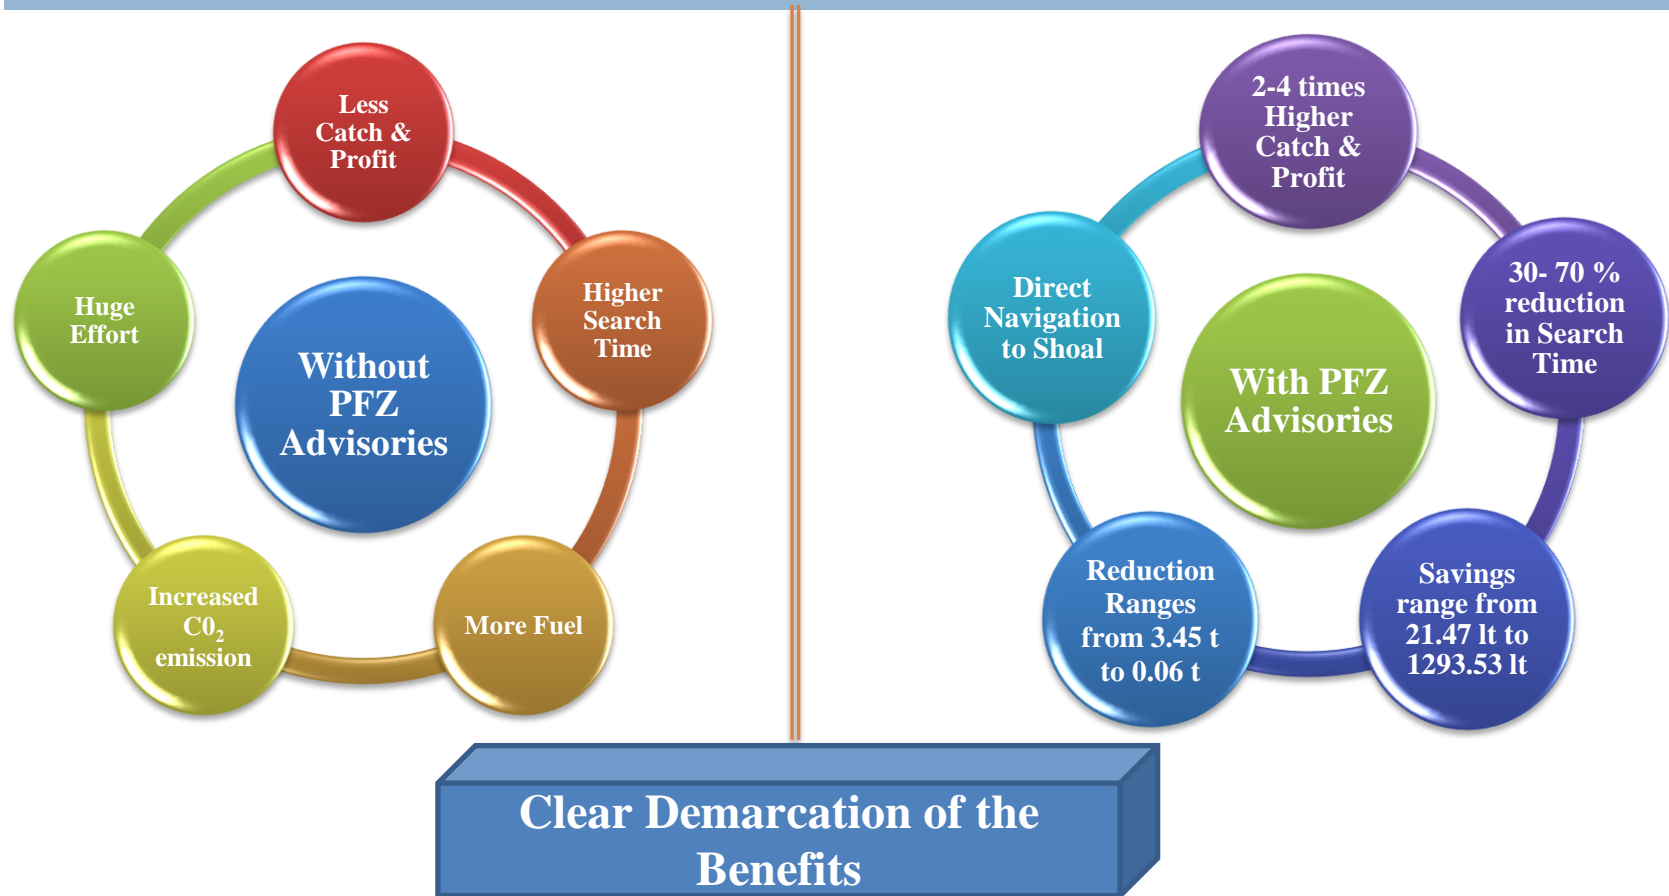 Less
Catch &
Profit
Higher
Search
Time
More Fuel
Increased
C0₂
emission
Huge
Effort
Without
PFZ
Advisories
2-4 times
Higher
Catch &
Profit
30- 70 %
reduction
in Search
Time
Savings
range from
21.47 lt to
1293.53 lt
Reduction
Ranges
from 3.45 t
to 0.06 t
Direct
Navigation
to Shoal
With PFZ
Advisories
Clear Demarcation of the
Benefits